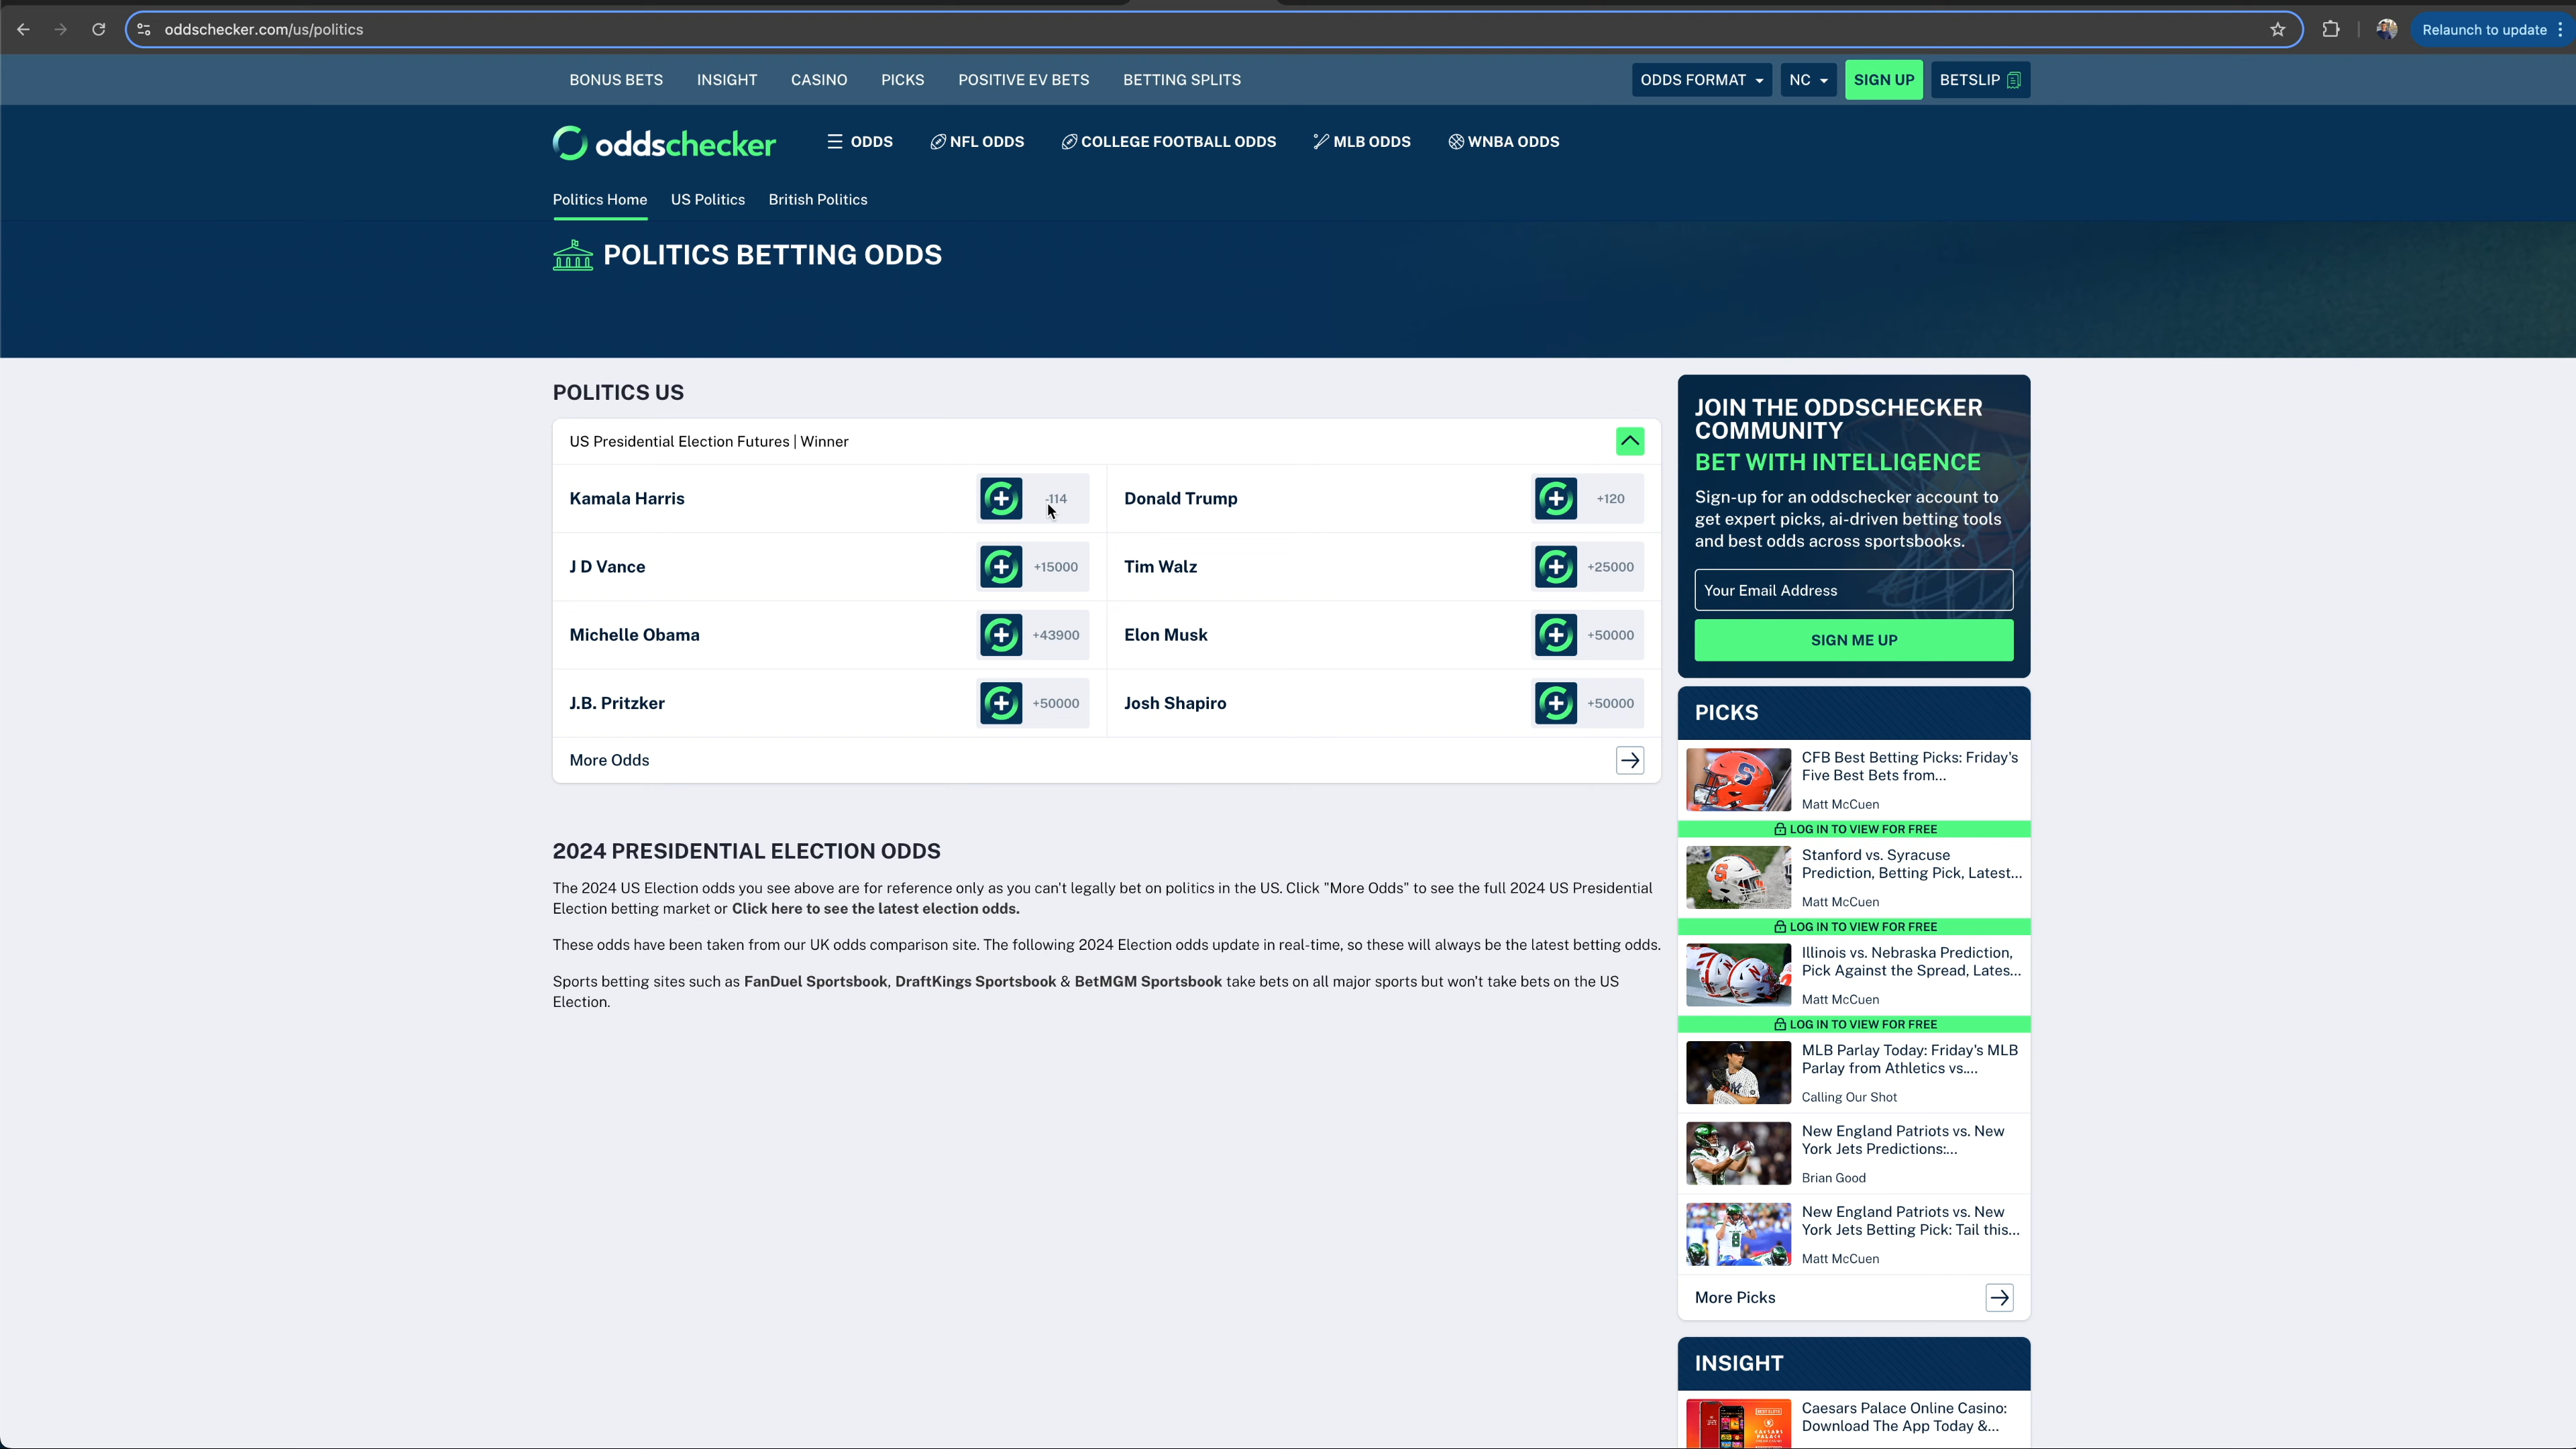 oddschecker.com/us/politics
Relaunch to update
BONUS BETS INSIGHT CASINO PICKS POSITIVE EV BETS BETTING SPLITS
ODDS FORMAT NC SIGN UP BETSLIP
oddschecker
ODDS NFL ODDS COLLEGE FOOTBALL ODDS MLB ODDS WNBA ODDS
Politics Home US Politics British Politics
POLITICS BETTING ODDS
POLITICS US
US Presidential Election Futures | Winner
Kamala Harris -114 Donald Trump +120
J D Vance +15000 Tim Walz +25000
Michelle Obama +43900 Elon Musk +50000
J.B. Pritzker +50000 Josh Shapiro +50000
More Odds
2024 PRESIDENTIAL ELECTION ODDS
The 2024 US Election odds you see above are for reference only as you can't legally bet on politics in the US. Click "More Odds" to see the full 2024 US Presidential
Election betting market or Click here to see the latest election odds.
These odds have been taken from our UK odds comparison site. The following 2024 Election odds update in real-time, so these will always be the latest betting odds.
Sports betting sites such as FanDuel Sportsbook, DraftKings Sportsbook & BetMGM Sportsbook take bets on all major sports but won't take bets on the US
Election.
JOIN THE ODDSCHECKER
COMMUNITY
BET WITH INTELLIGENCE
Sign-up for an oddschecker account to
get expert picks, ai-driven betting tools
and best odds across sportsbooks.
Your Email Address
SIGN ME UP
PICKS
CFB Best Betting Picks: Friday's
Five Best Bets from...
Matt McCuen
LOG IN TO VIEW FOR FREE
Stanford vs. Syracuse
Prediction, Betting Pick, Latest...
Matt McCuen
LOG IN TO VIEW FOR FREE
Illinois vs. Nebraska Prediction,
Pick Against the Spread, Lates...
Matt McCuen
LOG IN TO VIEW FOR FREE
MLB Parlay Today: Friday's MLB
Parlay from Athletics vs....
Calling Our Shot
New England Patriots vs. New
York Jets Predictions:...
Brian Good
New England Patriots vs. New
York Jets Betting Pick: Tail this...
Matt McCuen
More Picks
INSIGHT
Caesars Palace Online Casino:
Download The App Today &...